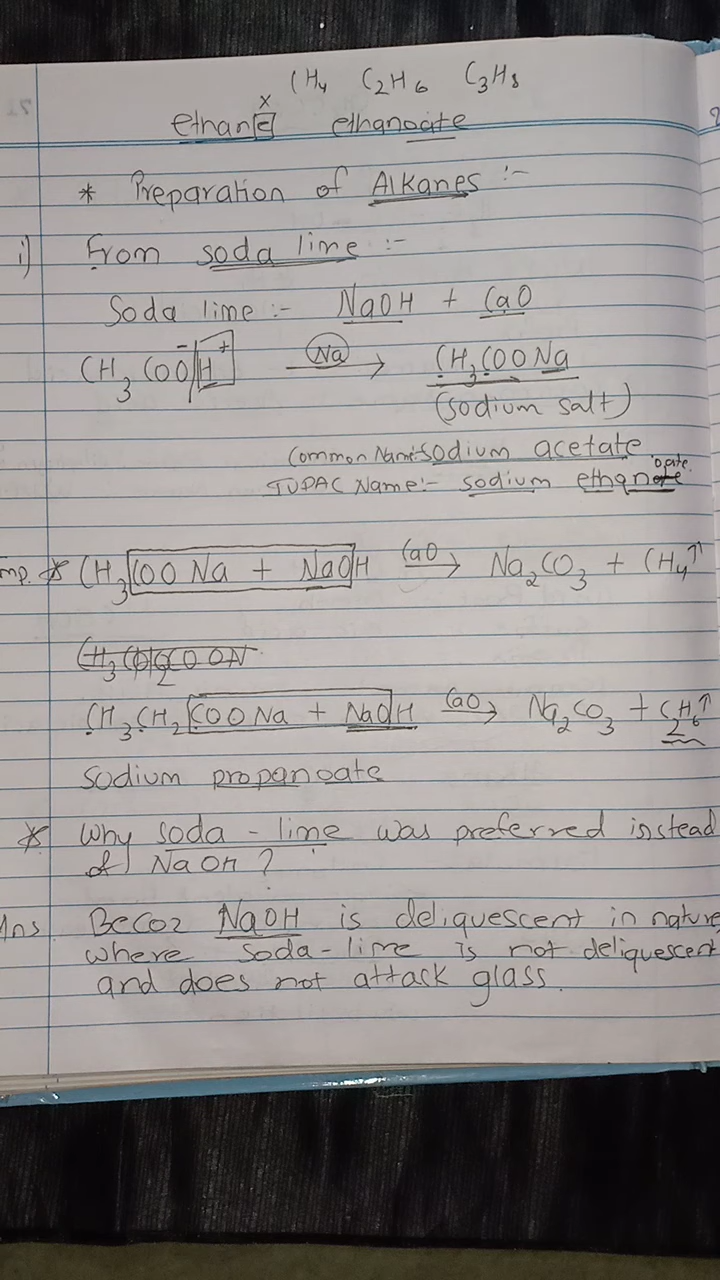 CH4 C2H6 C3H8
x
ethane ethanoate
* Preparation of Alkanes :-
i) From soda lime :-
Soda lime :- NaOH + CaO
CH3COO⁻H⁺ Na → CH3COONa
(sodium salt)
Common Name:- sodium acetate
IUPAC Name:- sodium ethanoate
Imp. * CH3COONa + NaOH CaO → Na2CO3 + CH4↑
CH3CH2COONa + NaOH CaO → Na2CO3 + C2H6↑
sodium propanoate
* Why soda-lime was preferred instead
of NaOH ?
Ans. Becoz NaOH is deliquescent in nature
where soda-lime is not deliquescent
and does not attack glass.